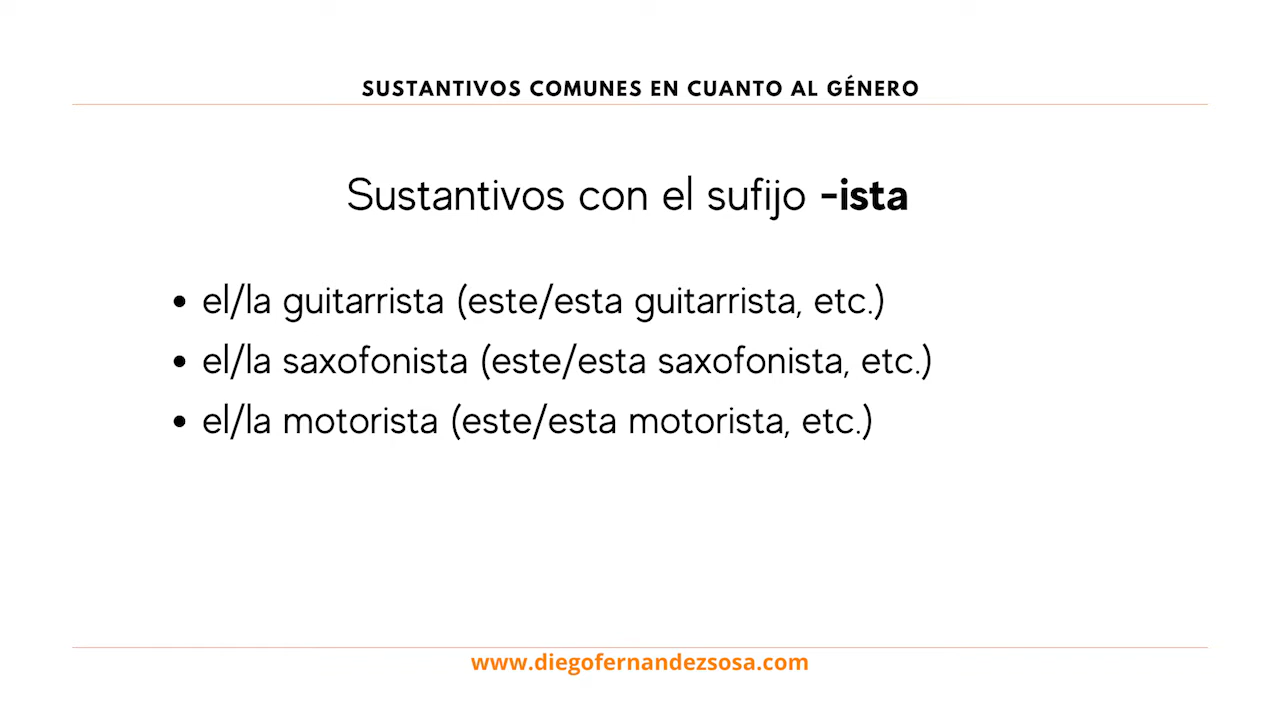 SUSTANTIVOS COMUNES EN CUANTO AL GÉNERO
Sustantivos con el sufijo -ista
• el/la guitarrista (este/esta guitarrista, etc.)
• el/la saxofonista (este/esta saxofonista, etc.)
• el/la motorista (este/esta motorista, etc.)
www.diegofernandezsosa.com